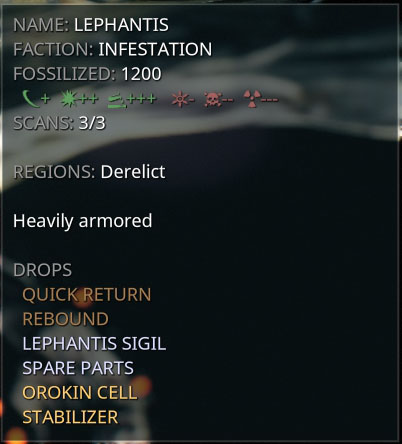 NAME: LEPHANTIS
FACTION: INFESTATION
FOSSILIZED: 1200
+ ++ +++ - -- ---
SCANS: 3/3
REGIONS: Derelict
Heavily armored
DROPS
QUICK RETURN
REBOUND
LEPHANTIS SIGIL
SPARE PARTS
OROKIN CELL
STABILIZER